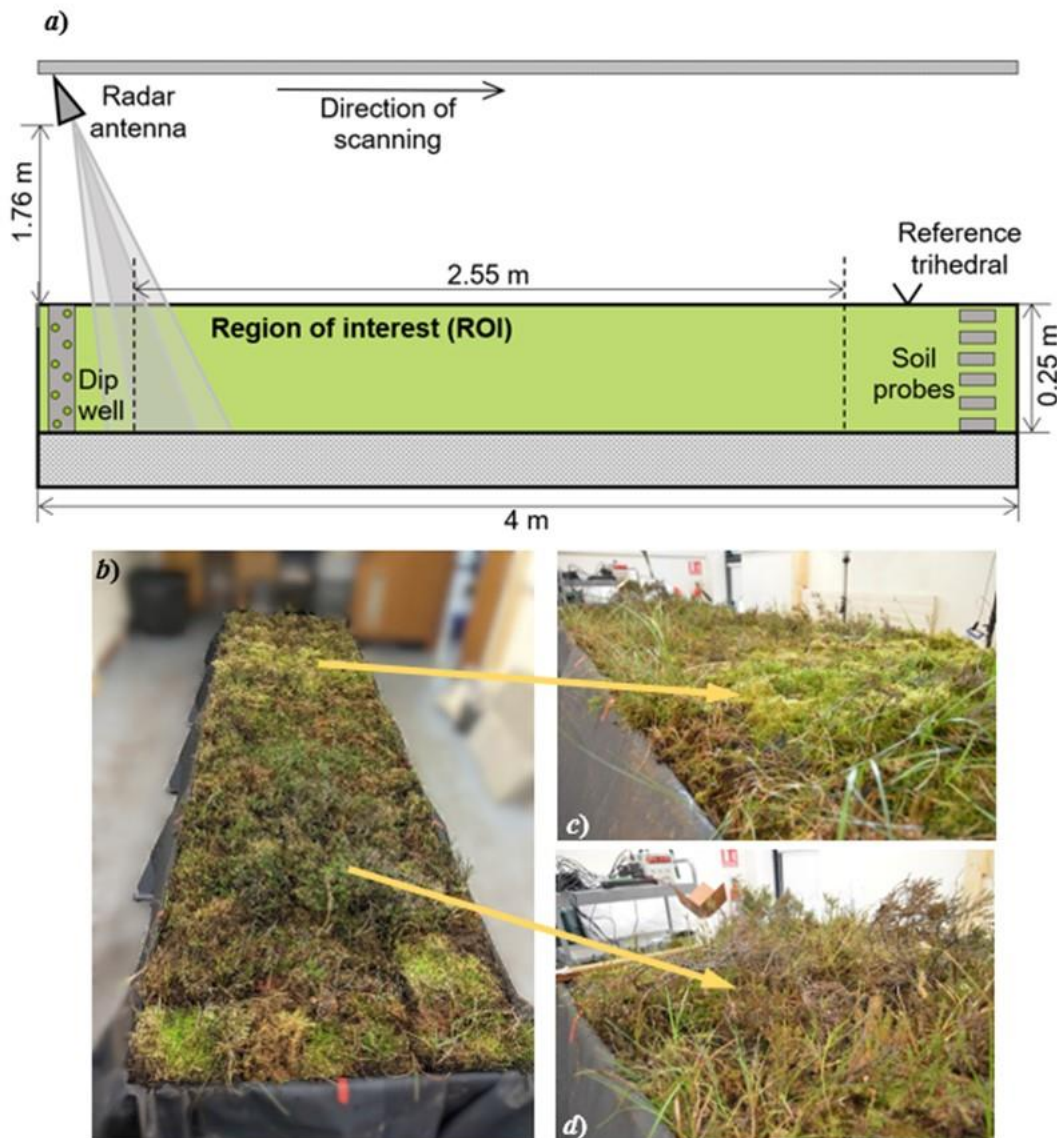 a)
Radar
antenna
Direction of
scanning
1.76 m
Reference
trihedral
2.55 m
Region of interest (ROI)
Dip
well
Soil
probes
0.25 m
4 m
b)
c)
d)